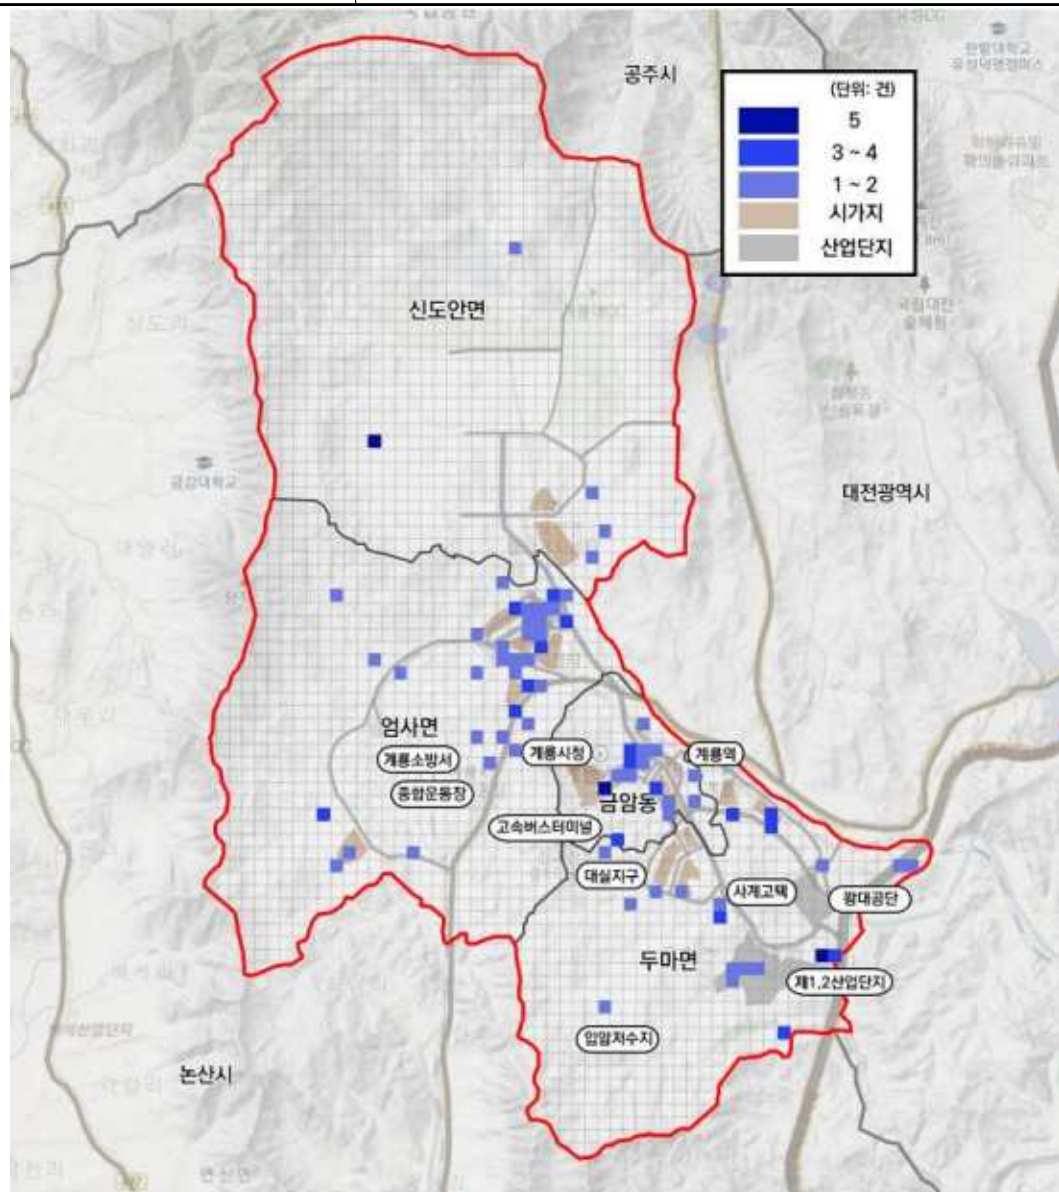 공주시
(단위: 건)
5
3 ~ 4
1 ~ 2
시가지
산업단지
신도안면
대전광역시
엄사면
계룡소방서
종합운동장
계룡시청
계룡역
금암동
고속버스터미널
대실지구
사계고택
왕대공단
두마면
제1,2산업단지
입암저수지
논산시